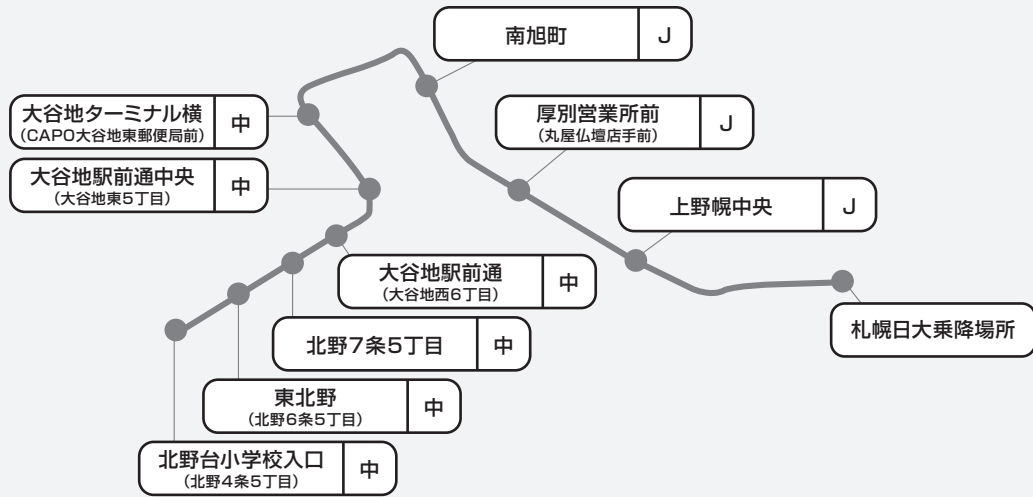 南旭町 J
大谷地ターミナル横 中
(CAPO大谷地東郵便局前)
厚別営業所前 J
(丸屋仏壇店手前)
大谷地駅前通中央 中
(大谷地東5丁目)
上野幌中央 J
大谷地駅前通 中
(大谷地西6丁目)
札幌日大乗降場所
北野7条5丁目 中
東北野 中
(北野6条5丁目)
北野台小学校入口 中
(北野4条5丁目)